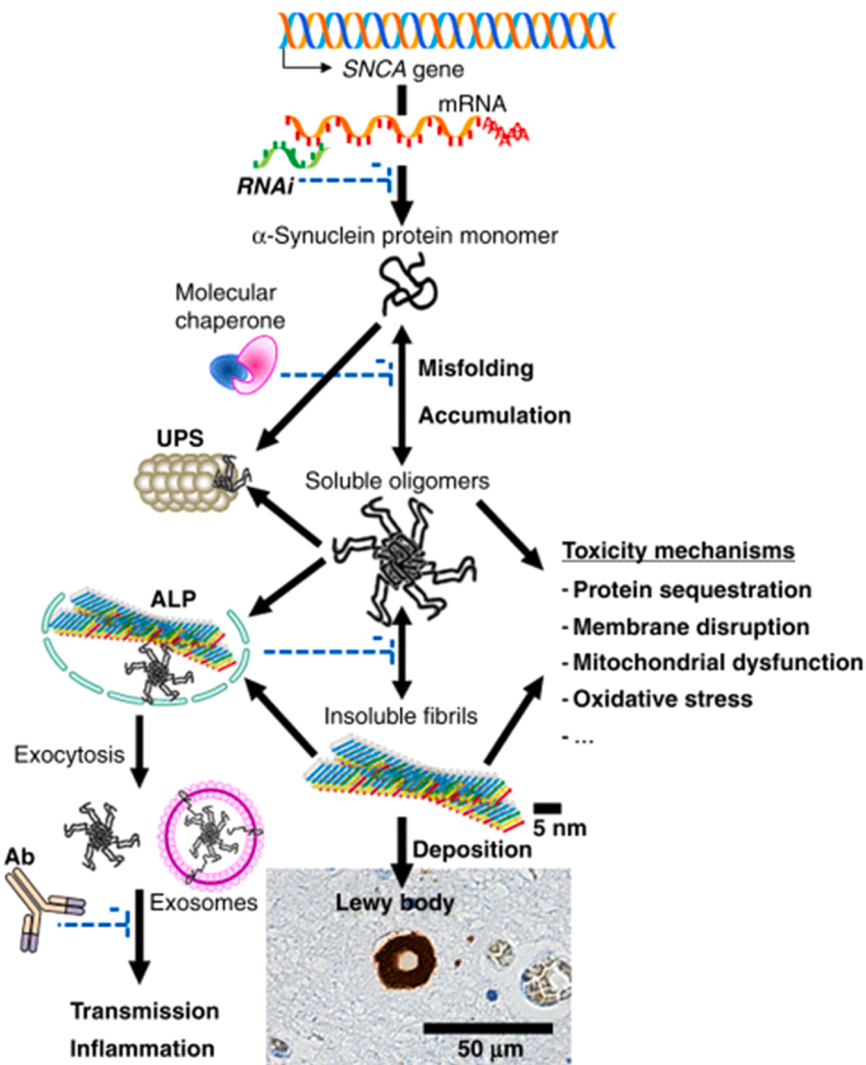 SNCA gene
mRNA
AAAAA
RNAi
α-Synuclein protein monomer
Molecular
chaperone
Misfolding
Accumulation
UPS
Soluble oligomers
Toxicity mechanisms
- Protein sequestration
- Membrane disruption
- Mitochondrial dysfunction
- Oxidative stress
- ...
ALP
Insoluble fibrils
Exocytosis
5 nm
Deposition
Ab
Exosomes
Lewy body
Transmission
Inflammation
50 μm